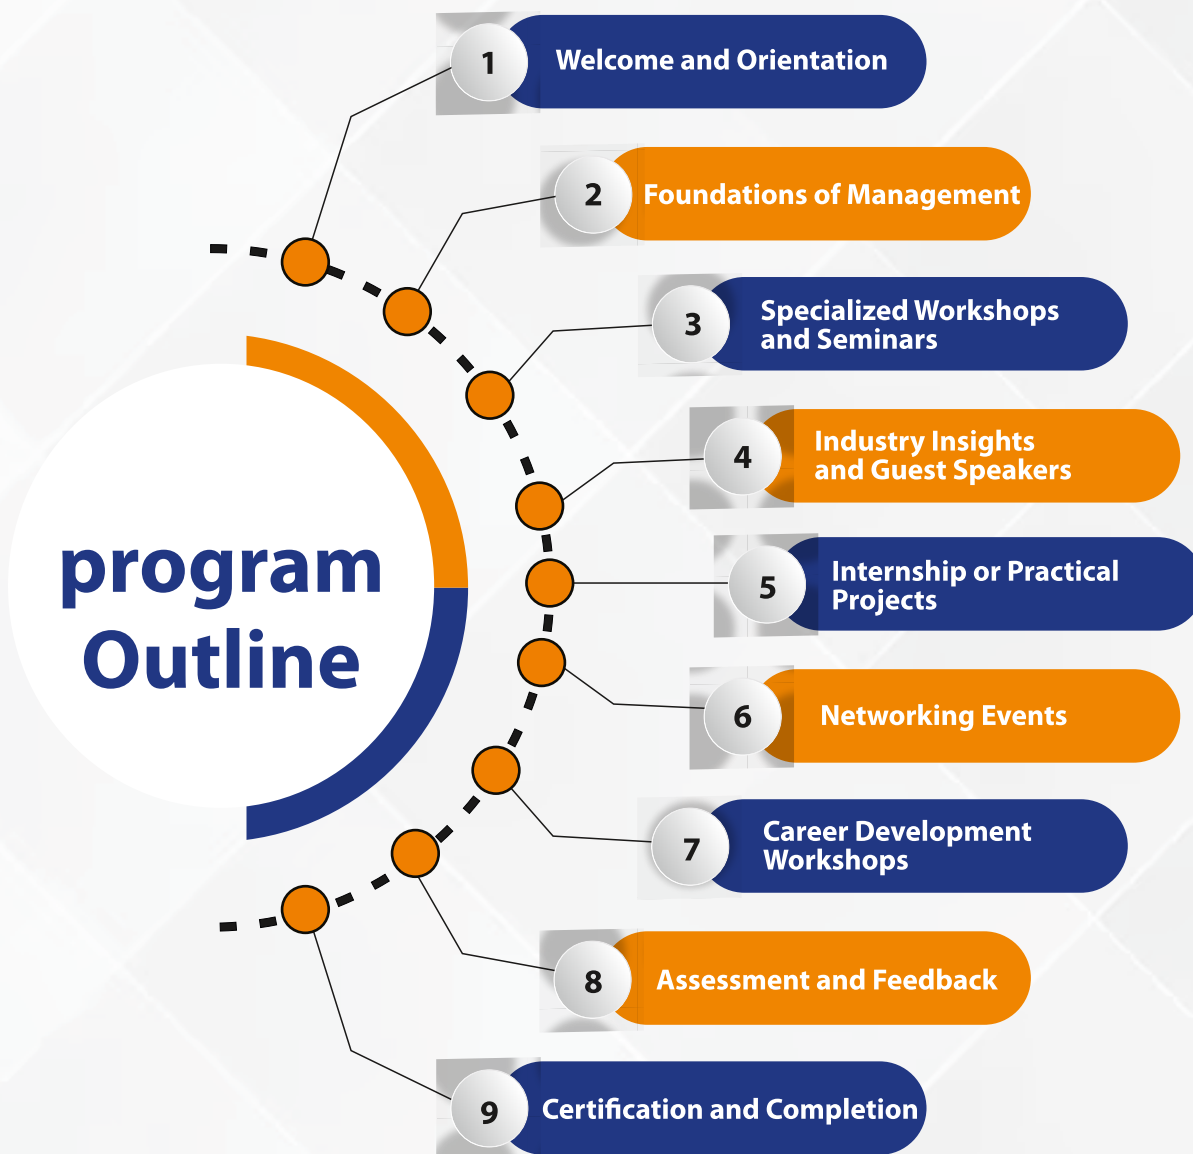 program
Outline
1
Welcome and Orientation
2
Foundations of Management
3
Specialized Workshops
and Seminars
4
Industry Insights
and Guest Speakers
5
Internship or Practical
Projects
6
Networking Events
7
Career Development
Workshops
8
Assessment and Feedback
9
Certification and Completion